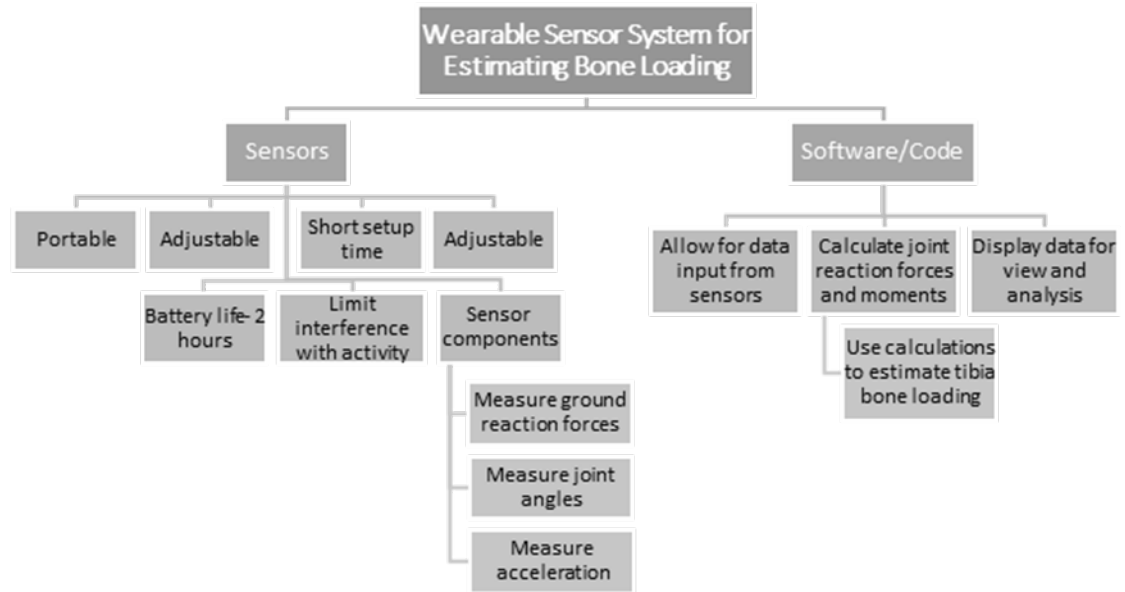 Wearable Sensor System for
Estimating Bone Loading
Sensors
Software/Code
Portable
Adjustable
Short setup
time
Adjustable
Battery life- 2
hours
Limit
interference
with activity
Sensor
components
Measure ground
reaction forces
Measure joint
angles
Measure
acceleration
Allow for data
input from
sensors
Calculate joint
reaction forces
and moments
Display data for
view and
analysis
Use calculations
to estimate tibia
bone loading